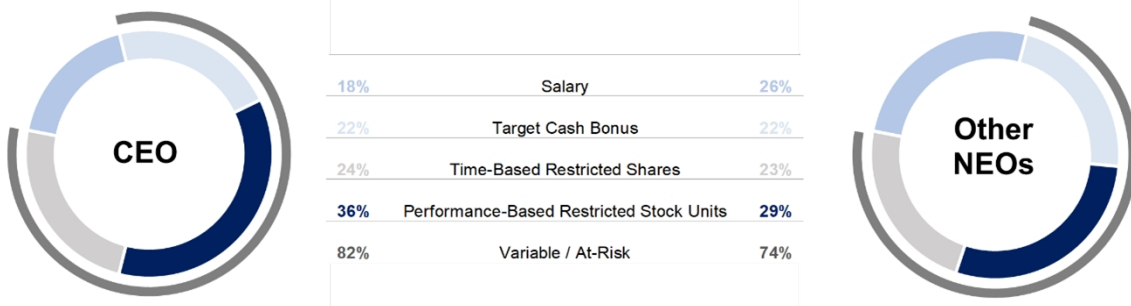 CEO
18% Salary 26%
22% Target Cash Bonus 22%
24% Time-Based Restricted Shares 23%
36% Performance-Based Restricted Stock Units 29%
82% Variable / At-Risk 74%
Other
NEOs